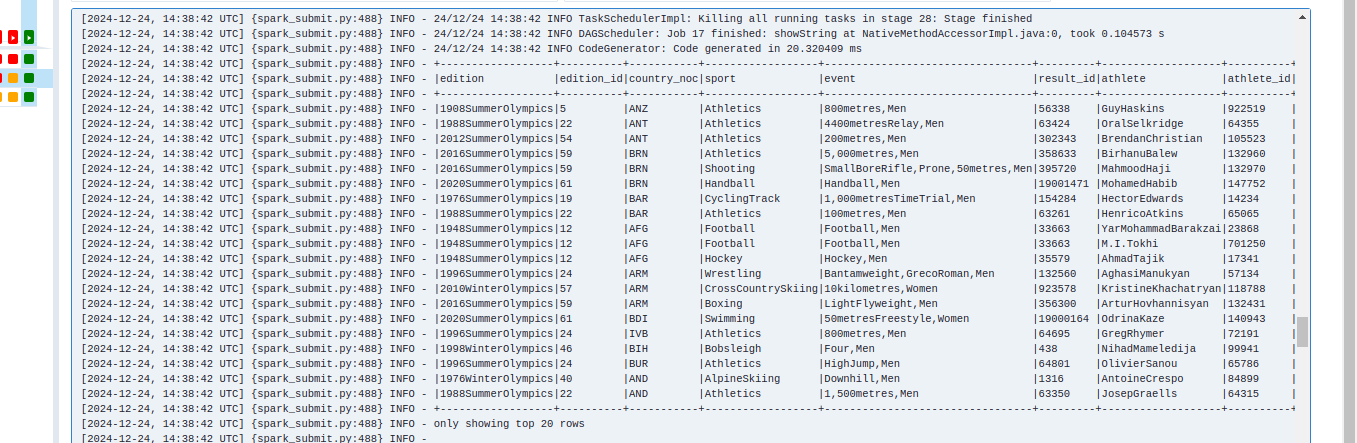 [2024-12-24, 14:38:42 UTC] {spark_submit.py:488} INFO - 24/12/24 14:38:42 INFO TaskSchedulerImpl: Killing all running tasks in stage 28: Stage finished
[2024-12-24, 14:38:42 UTC] {spark_submit.py:488} INFO - 24/12/24 14:38:42 INFO DAGScheduler: Job 17 finished: showString at NativeMethodAccessorImpl.java:0, took 0.104573 s
[2024-12-24, 14:38:42 UTC] {spark_submit.py:488} INFO - 24/12/24 14:38:42 INFO CodeGenerator: Code generated in 20.320409 ms
[2024-12-24, 14:38:42 UTC] {spark_submit.py:488} INFO - +------------------+-----------+-----------+------------------+----------------------------------+---------+-------------------+----------+
[2024-12-24, 14:38:42 UTC] {spark_submit.py:488} INFO - |edition           |edition_id|country_noc|sport             |event                             |result_id|athlete            |athlete_id|
[2024-12-24, 14:38:42 UTC] {spark_submit.py:488} INFO - +------------------+-----------+-----------+------------------+----------------------------------+---------+-------------------+----------+
[2024-12-24, 14:38:42 UTC] {spark_submit.py:488} INFO - |1908SummerOlympics|5         |ANZ        |Athletics         |800metres,Men                     |56338    |GuyHaskins         |922519    |
[2024-12-24, 14:38:42 UTC] {spark_submit.py:488} INFO - |1988SummerOlympics|22        |ANT        |Athletics         |4400metresRelay,Men               |63424    |OralSelkridge      |64355     |
[2024-12-24, 14:38:42 UTC] {spark_submit.py:488} INFO - |2012SummerOlympics|54        |ANT        |Athletics         |200metres,Men                     |302343   |BrendanChristian   |105523    |
[2024-12-24, 14:38:42 UTC] {spark_submit.py:488} INFO - |2016SummerOlympics|59        |BRN        |Athletics         |5,000metres,Men                   |358633   |BirhanuBalew       |132960    |
[2024-12-24, 14:38:42 UTC] {spark_submit.py:488} INFO - |2016SummerOlympics|59        |BRN        |Shooting          |SmallBoreRifle,Prone,50metres,Men|395720   |MahmoodHaji        |132970    |
[2024-12-24, 14:38:42 UTC] {spark_submit.py:488} INFO - |2020SummerOlympics|61        |BRN        |Handball          |Handball,Men                      |19001471 |MohamedHabib       |147752    |
[2024-12-24, 14:38:42 UTC] {spark_submit.py:488} INFO - |1976SummerOlympics|19        |BAR        |CyclingTrack      |1,000metresTimeTrial,Men          |154284   |HectorEdwards      |14234     |
[2024-12-24, 14:38:42 UTC] {spark_submit.py:488} INFO - |1988SummerOlympics|22        |BAR        |Athletics         |100metres,Men                     |63261    |HenricoAtkins      |65065     |
[2024-12-24, 14:38:42 UTC] {spark_submit.py:488} INFO - |1948SummerOlympics|12        |AFG        |Football          |Football,Men                      |33663    |YarMohammadBarakzai|23868     |
[2024-12-24, 14:38:42 UTC] {spark_submit.py:488} INFO - |1948SummerOlympics|12        |AFG        |Football          |Football,Men                      |33663    |M.I.Tokhi          |701250    |
[2024-12-24, 14:38:42 UTC] {spark_submit.py:488} INFO - |1948SummerOlympics|12        |AFG        |Hockey            |Hockey,Men                        |35579    |AhmadTajik         |17341     |
[2024-12-24, 14:38:42 UTC] {spark_submit.py:488} INFO - |1996SummerOlympics|24        |ARM        |Wrestling         |Bantamweight,GrecoRoman,Men       |132560   |AghasiManukyan     |57134     |
[2024-12-24, 14:38:42 UTC] {spark_submit.py:488} INFO - |2010WinterOlympics|57        |ARM        |CrossCountrySkiing|10kilometres,Women                |923578   |KristineKhachatryan|118788    |
[2024-12-24, 14:38:42 UTC] {spark_submit.py:488} INFO - |2016SummerOlympics|59        |ARM        |Boxing            |LightFlyweight,Men                |356300   |ArturHovhannisyan  |132431    |
[2024-12-24, 14:38:42 UTC] {spark_submit.py:488} INFO - |2020SummerOlympics|61        |BDI        |Swimming          |50metresFreestyle,Women           |19000164 |OdrinaKaze         |140943    |
[2024-12-24, 14:38:42 UTC] {spark_submit.py:488} INFO - |1996SummerOlympics|24        |IVB        |Athletics         |800metres,Men                     |64695    |GregRhymer         |72191     |
[2024-12-24, 14:38:42 UTC] {spark_submit.py:488} INFO - |1998WinterOlympics|46        |BIH        |Bobsleigh         |Four,Men                          |438      |NihadMameledija    |99941     |
[2024-12-24, 14:38:42 UTC] {spark_submit.py:488} INFO - |1996SummerOlympics|24        |BUR        |Athletics         |HighJump,Men                      |64801    |OlivierSanou       |65786     |
[2024-12-24, 14:38:42 UTC] {spark_submit.py:488} INFO - |1976WinterOlympics|40        |AND        |AlpineSkiing      |Downhill,Men                      |1316     |AntoineCrespo      |84899     |
[2024-12-24, 14:38:42 UTC] {spark_submit.py:488} INFO - |1988SummerOlympics|22        |AND        |Athletics         |1,500metres,Men                   |63350    |JosepGraells       |64315     |
[2024-12-24, 14:38:42 UTC] {spark_submit.py:488} INFO - +------------------+-----------+-----------+------------------+----------------------------------+---------+-------------------+----------+
[2024-12-24, 14:38:42 UTC] {spark_submit.py:488} INFO - only showing top 20 rows
[2024-12-24, 14:38:42 UTC] {spark_submit.py:488} INFO -